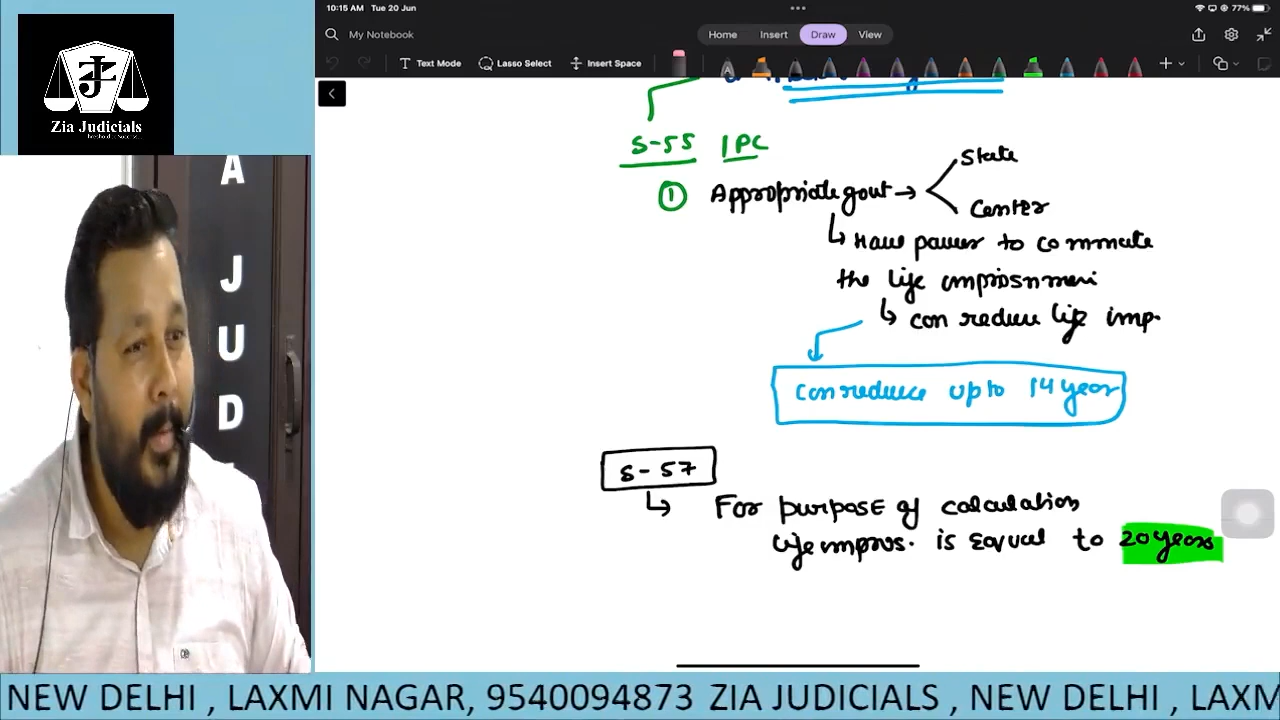 10:15 AM Tue 20 Jun
77%
My Notebook
Home
Insert
Draw
View
Text Mode
Lasso Select
Insert Space
Zia Judicials
A
J
U
D
S-55 IPC
1 Appropriate govt → State
Center
↳ Have power to commute
the life imprisnment
↳ can reduce life imp.
Can reduce up to 14 year
S-57
↳ For purpose of calculation
life impris. is equal to 20 years
NEW DELHI , LAXMI NAGAR, 9540094873 ZIA JUDICIALS , NEW DELHI , LAXM